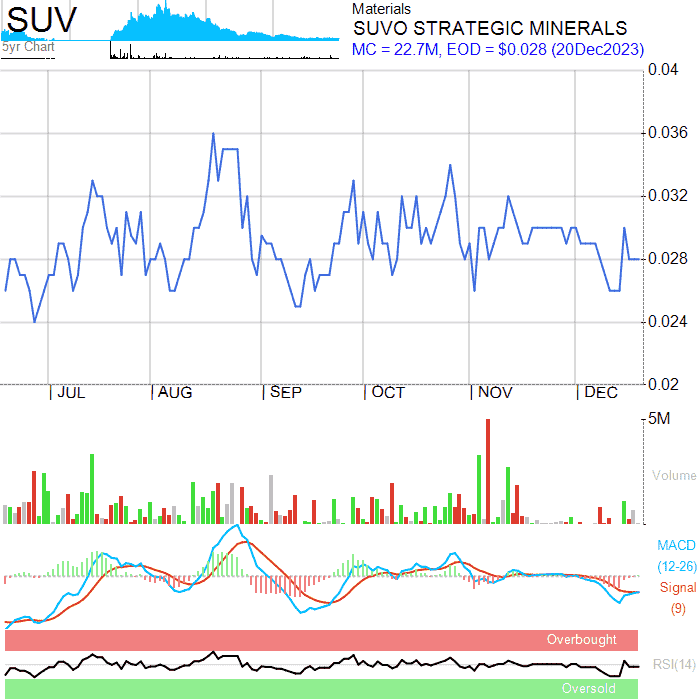 SUV
5yr Chart
Materials
SUVO STRATEGIC MINERALS
MC = 22.7M, EOD = $0.028 (20Dec2023)
0.04
0.036
0.032
0.028
0.024
0.02
JUL
AUG
SEP
OCT
NOV
DEC
5M
Volume
MACD
(12-26)
Signal
(9)
Overbought
RSI(14)
Oversold